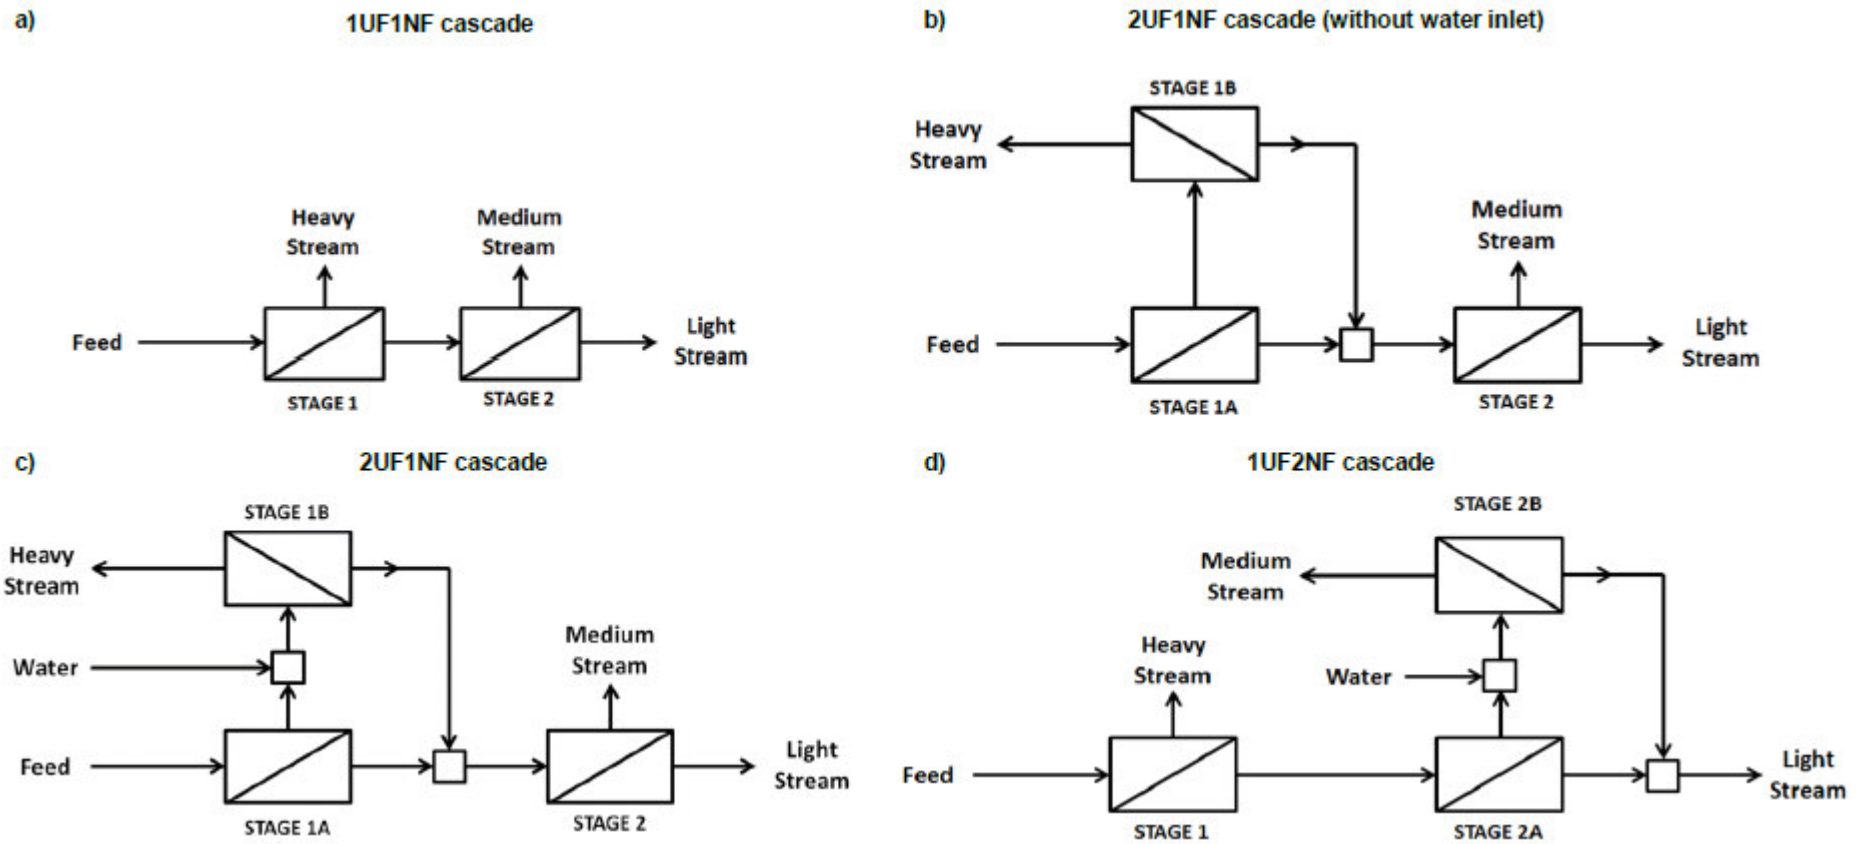 a)
1UF1NF cascade
Heavy
Stream
Medium
Stream
Feed
Light
Stream
STAGE 1
STAGE 2
b)
2UF1NF cascade (without water inlet)
STAGE 1B
Heavy
Stream
Medium
Stream
Feed
Light
Stream
STAGE 1A
STAGE 2
c)
2UF1NF cascade
STAGE 1B
Heavy
Stream
Water
Medium
Stream
Feed
Light
Stream
STAGE 1A
STAGE 2
d)
1UF2NF cascade
STAGE 2B
Medium
Stream
Heavy
Stream
Water
Feed
Light
Stream
STAGE 1
STAGE 2A